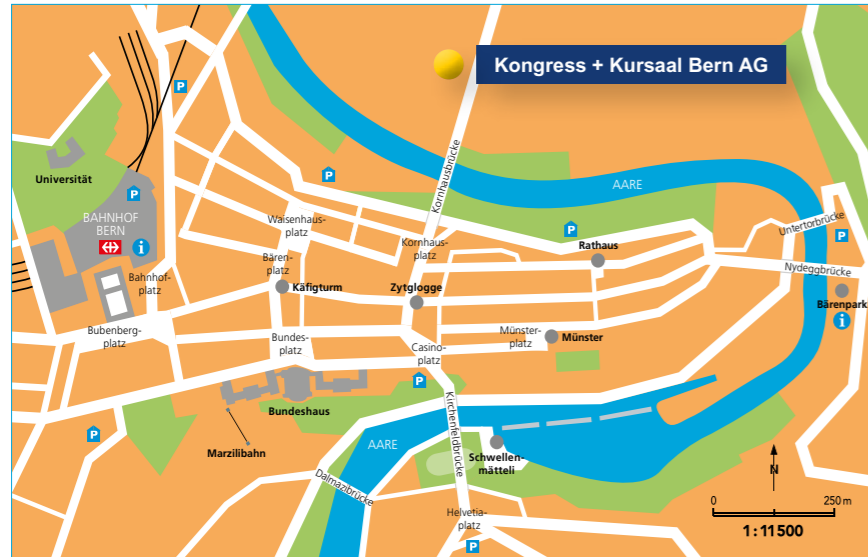 Kongress + Kursaal Bern AG
P
Universität
P
P
Kornhausbrücke
AARE
BAHNHOF
BERN
i
Waisenhaus-
platz
Kornhaus-
platz
P
Rathaus
Untertorbrücke
P
Nydeggbrücke
Bären-
platz
Bahnhof-
platz
Käfigturm
Zytglogge
Bärenpark
i
Bubenberg-
platz
Bundes-
platz
Casino-
platz
Münster-
platz
Münster
P
Bundeshaus
Kirchenfeldbrücke
P
Marzilibahn
AARE
Schwellen-
mätteli
Dalmazibrücke
Helvetia-
platz
P
N
0
250 m
1 : 11 500